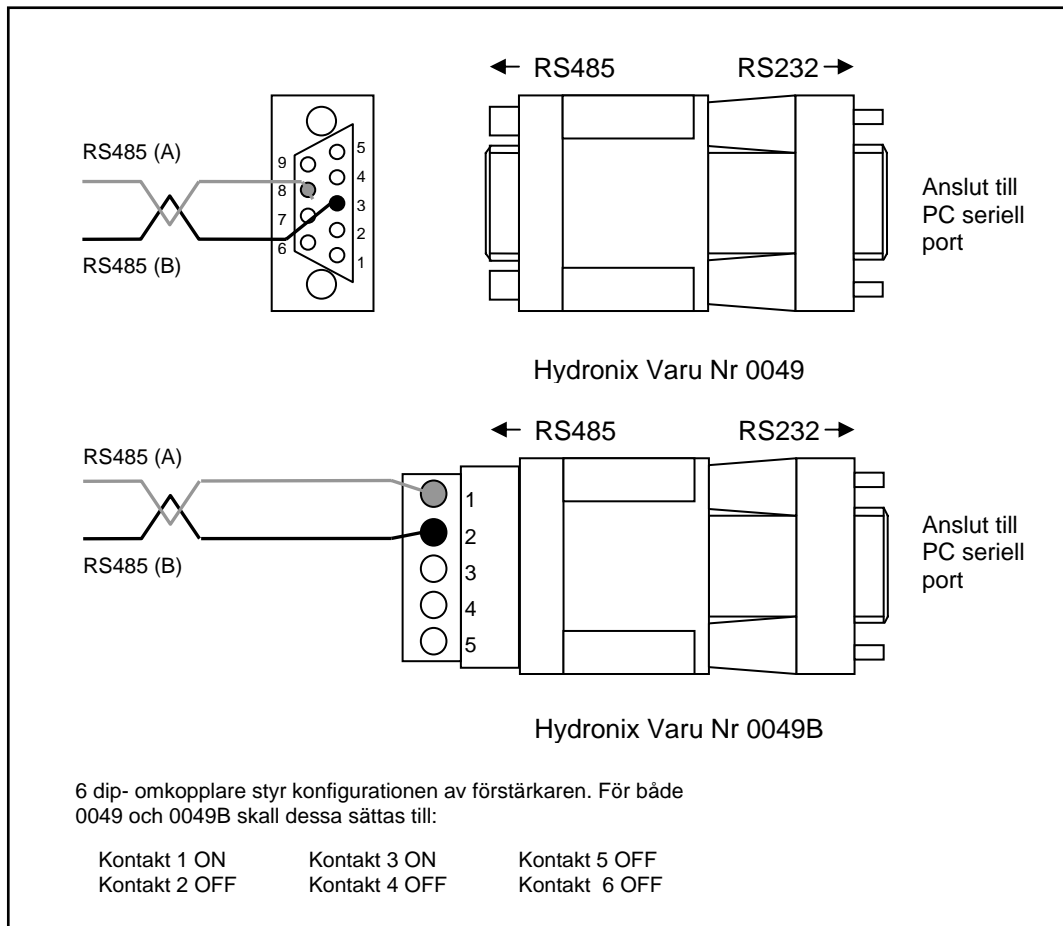 ← RS485 RS232 →
RS485 (A)
9
8
7
6
5
4
3
2
1
RS485 (B)
Anslut till
PC seriell
port
Hydronix Varu Nr 0049
← RS485 RS232 →
RS485 (A)
1
2
3
4
5
RS485 (B)
Anslut till
PC seriell
port
Hydronix Varu Nr 0049B
6 dip- omkopplare styr konfigurationen av förstärkaren. För både
0049 och 0049B skall dessa sättas till:
Kontakt 1 ON Kontakt 3 ON Kontakt 5 OFF
Kontakt 2 OFF Kontakt 4 OFF Kontakt 6 OFF